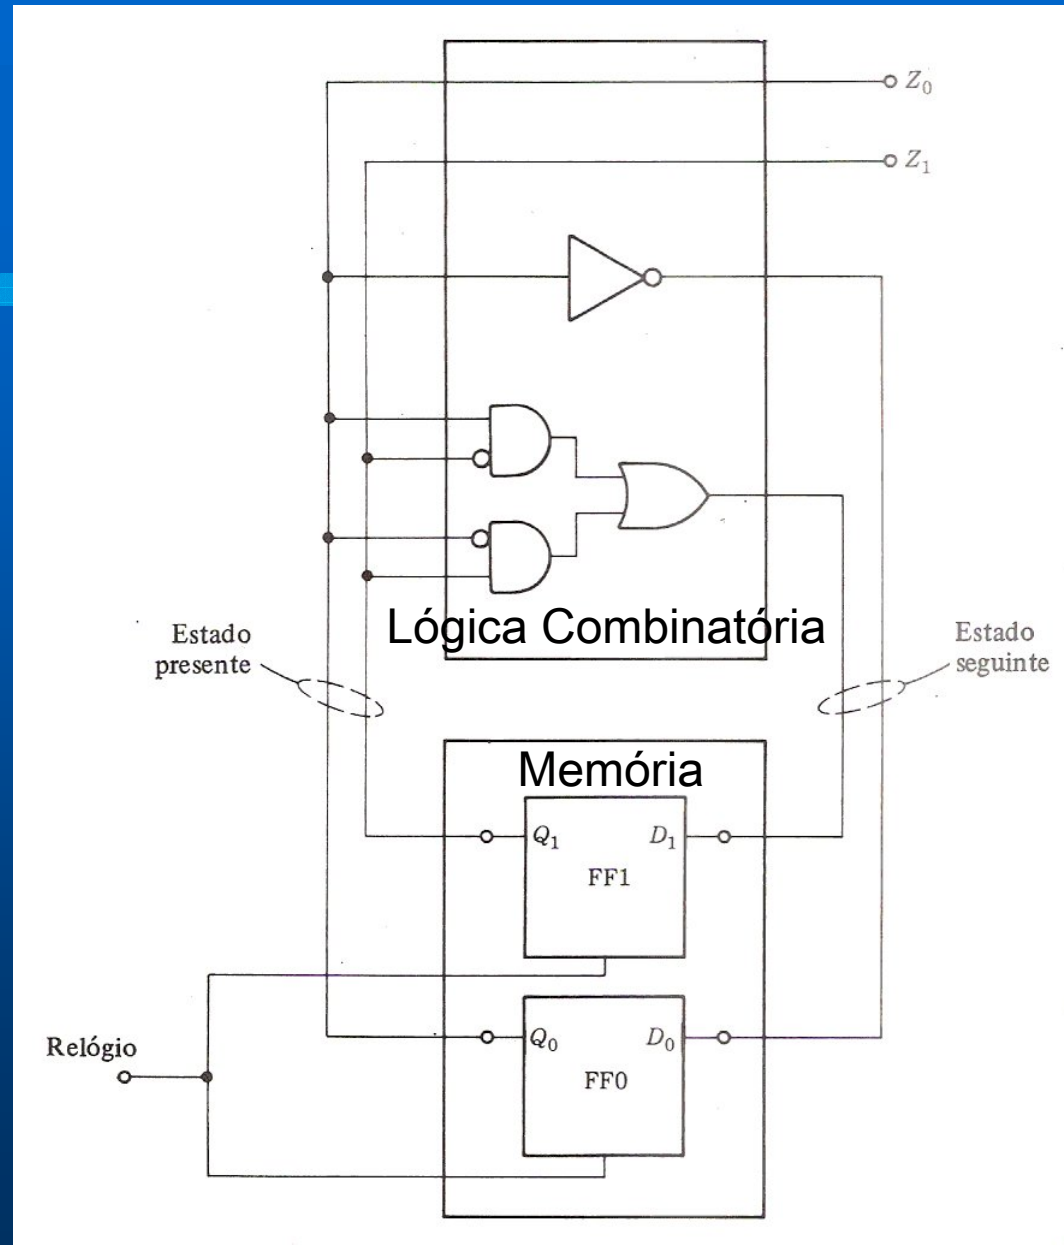 Z0
Z1
Lógica Combinatória
Estado
presente
Estado
seguinte
Memória
Q1
D1
FF1
Q0
D0
FF0
Relógio